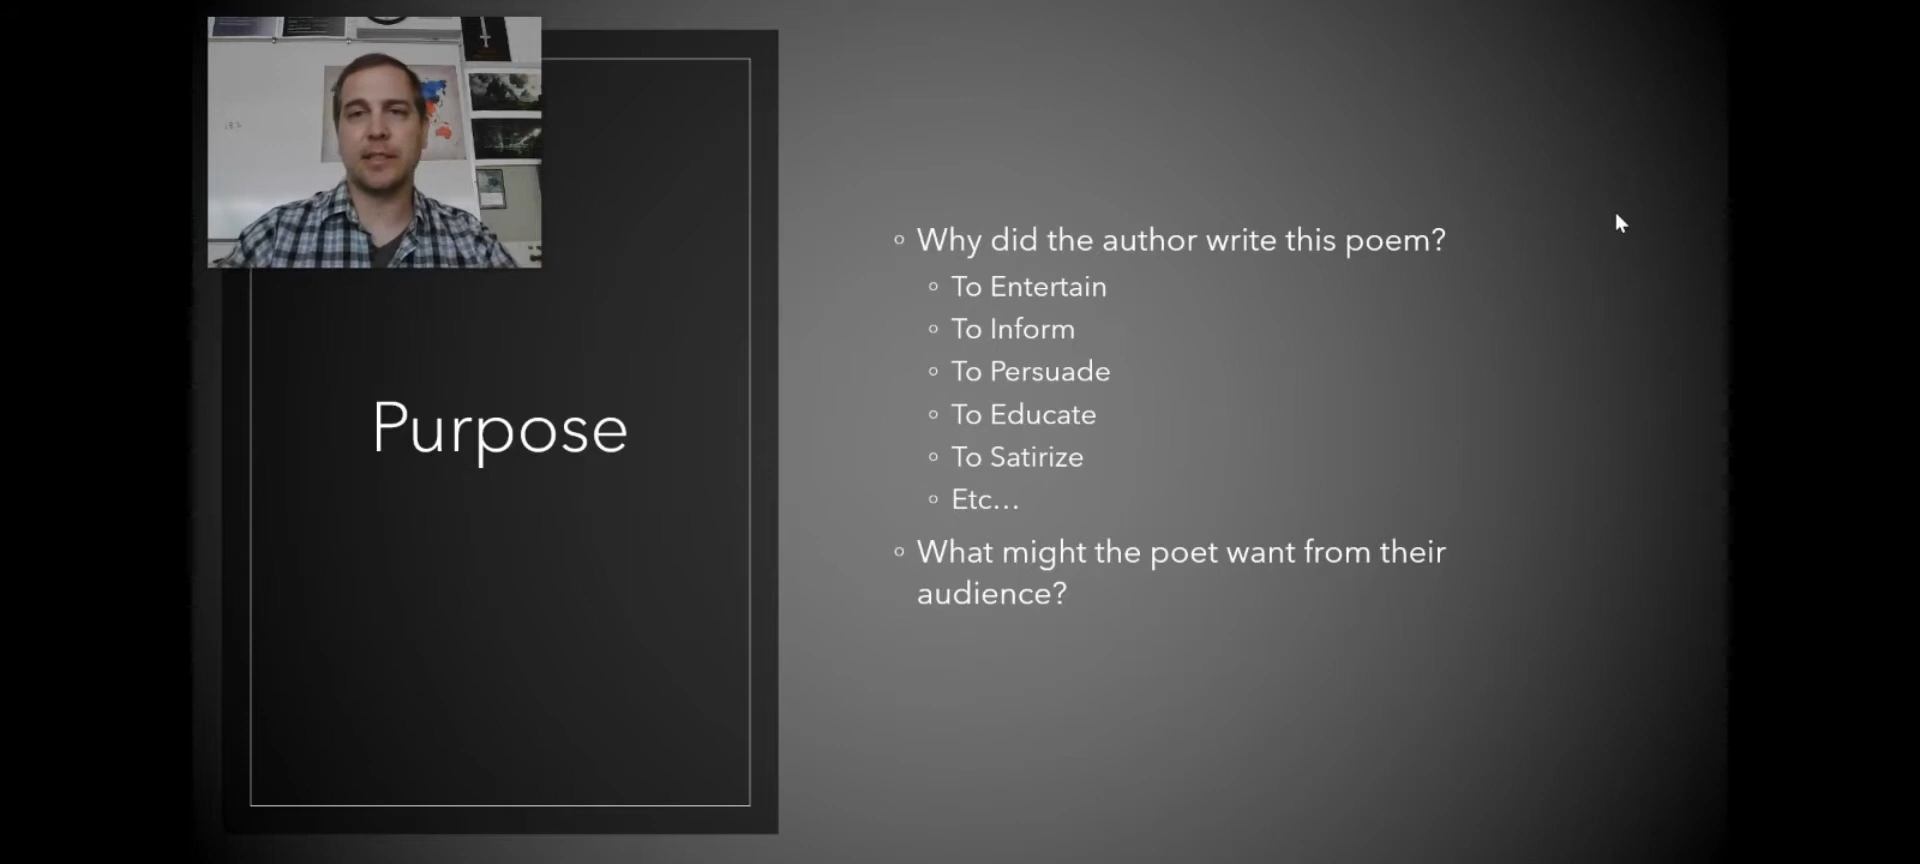 Purpose
Why did the author write this poem?
To Entertain
To Inform
To Persuade
To Educate
To Satirize
Etc...
What might the poet want from their
audience?